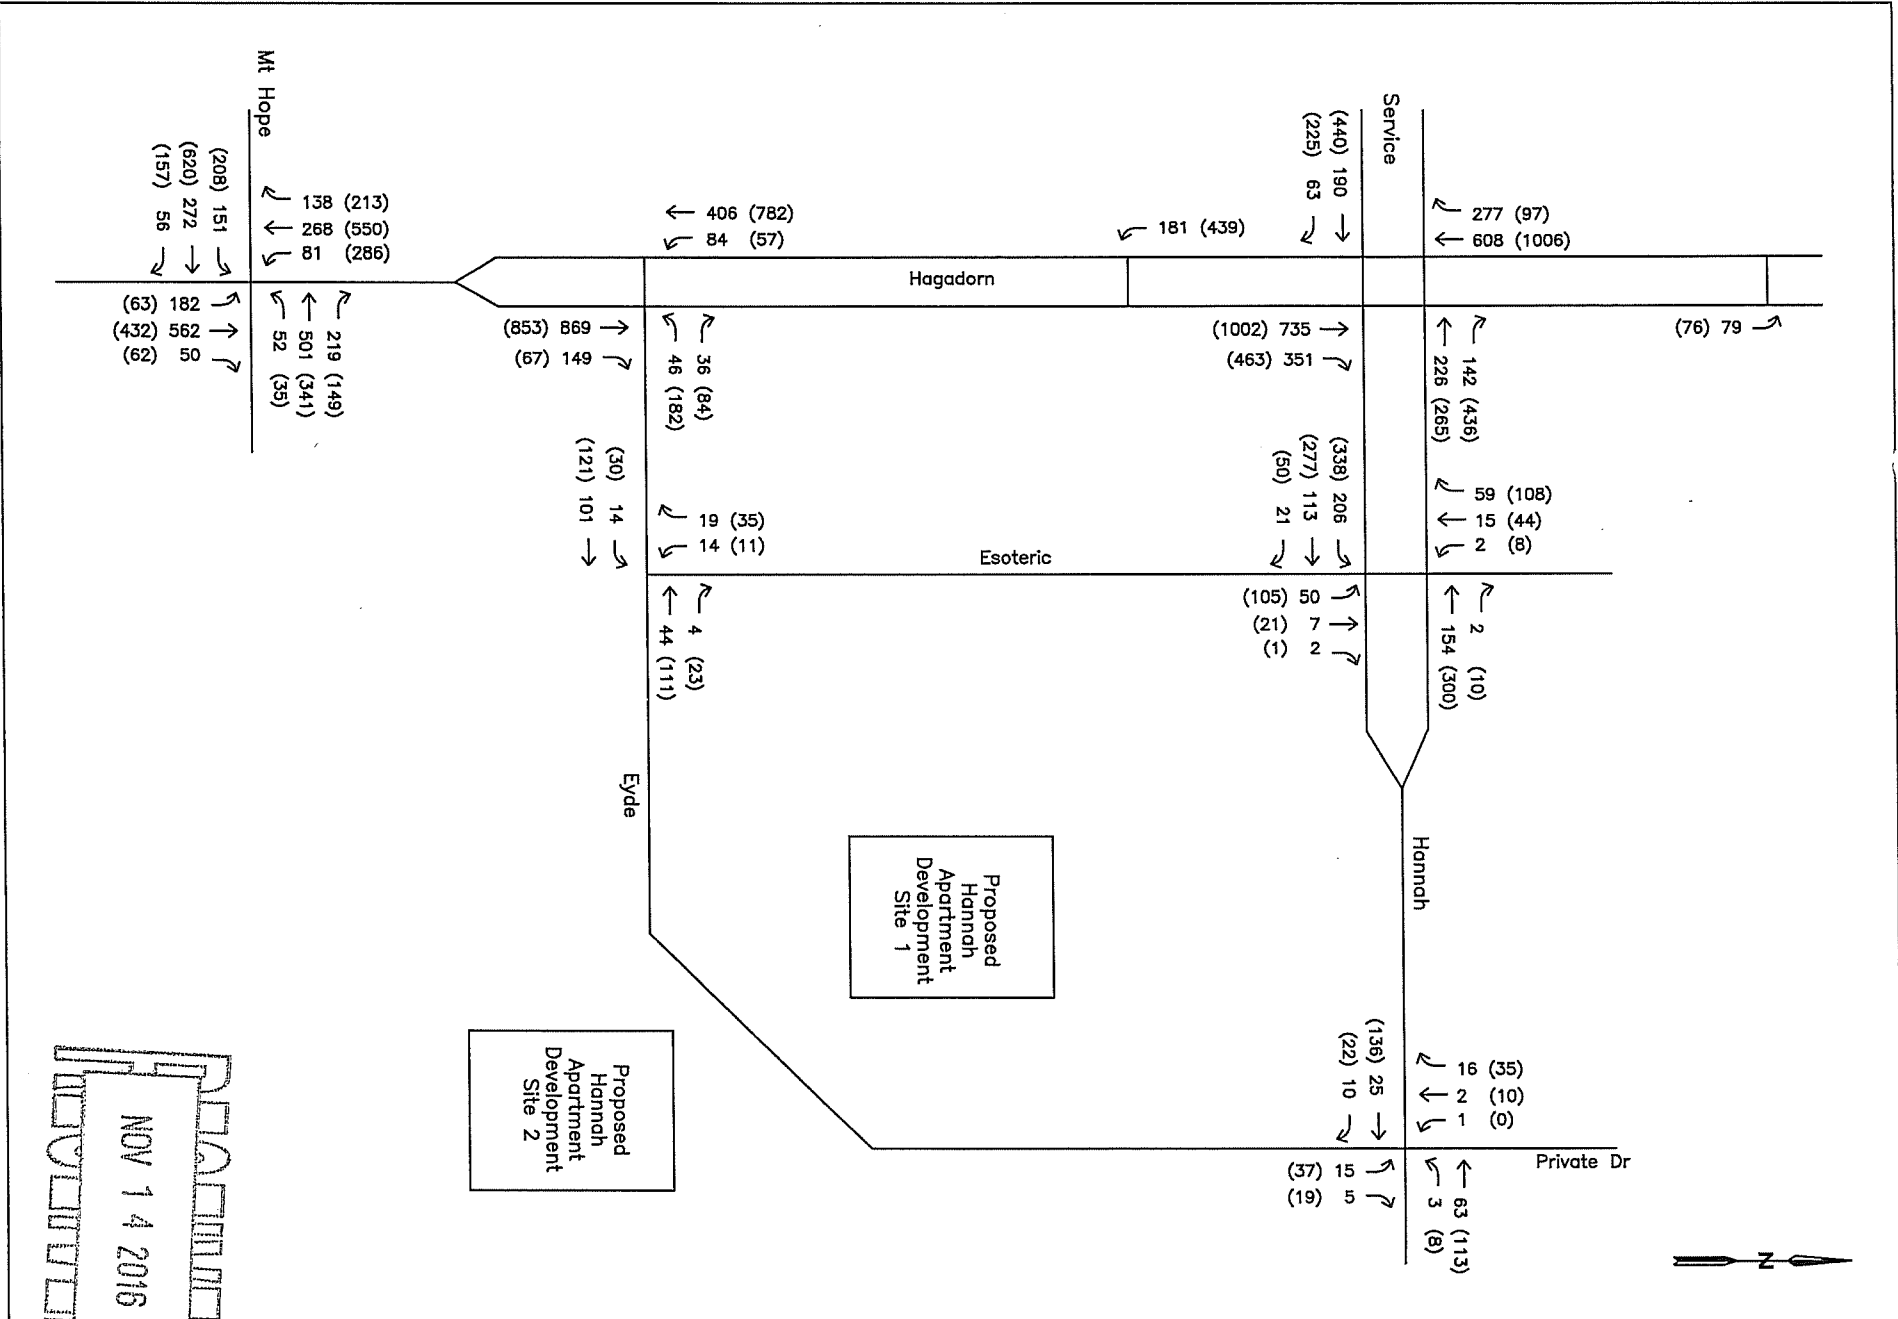 Mt Hope
(208) 151
(620) 272
(157) 56
138 (213)
268 (550)
81 (286)
(63) 182
(432) 562
(62) 50
219 (149)
501 (341)
52 (35)
406 (782)
84 (57)
(853) 869
(67) 149
36 (84)
46 (182)
Hagadorn
181 (439)
Service
(440) 190
(225) 63
277 (97)
608 (1006)
(1002) 735
(463) 351
142 (436)
226 (265)
(76) 79
(30) 14
(121) 101
19 (35)
14 (11)
4 (23)
44 (111)
Esoteric
(338) 206
(277) 113
(50) 21
59 (108)
15 (44)
2 (8)
(105) 50
(21) 7
(1) 2
2 (10)
154 (300)
Eyde
Hannah
Proposed
Hannah
Apartment
Development
Site 1
Proposed
Hannah
Apartment
Development
Site 2
(136) 25
(22) 10
16 (35)
2 (10)
1 (0)
(37) 15
(19) 5
63 (113)
3 (8)
Private Dr
N
NOV 14 2016